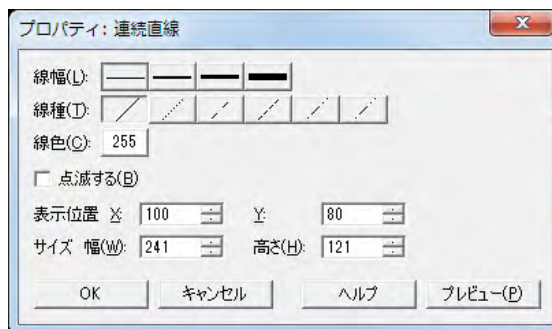 プロパティ: 連続直線
線幅(L):
線種(T):
線色(C): 255
点滅する(B)
表示位置 X: 100 Y: 80
サイズ 幅(W): 241 高さ(H): 121
OK キャンセル ヘルプ プレビュー(P)